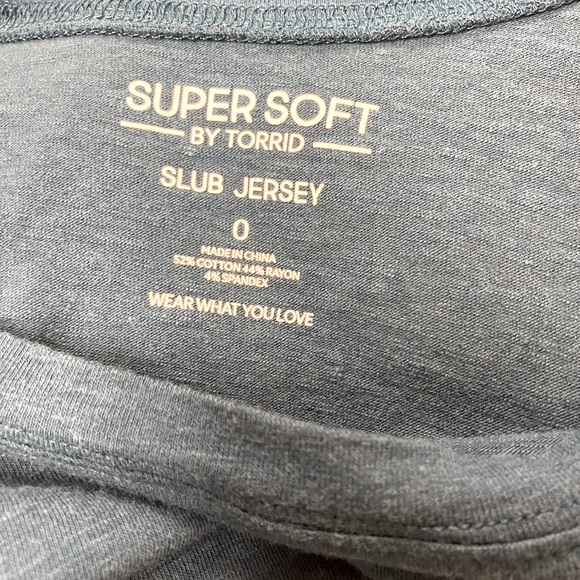 SUPER SOFT
BY TORRID
SLUB JERSEY
0
MADE IN CHINA
52% COTTON 44% RAYON
4% SPANDEX
WEAR WHAT YOU LOVE